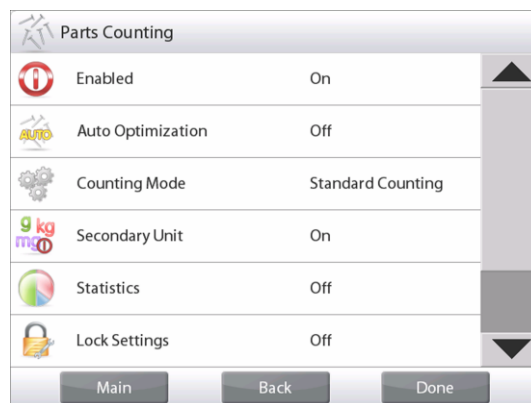 Parts Counting
Enabled On
AUTO Auto Optimization Off
Counting Mode Standard Counting
g kg mg Secondary Unit On
Statistics Off
Lock Settings Off
Main Back Done